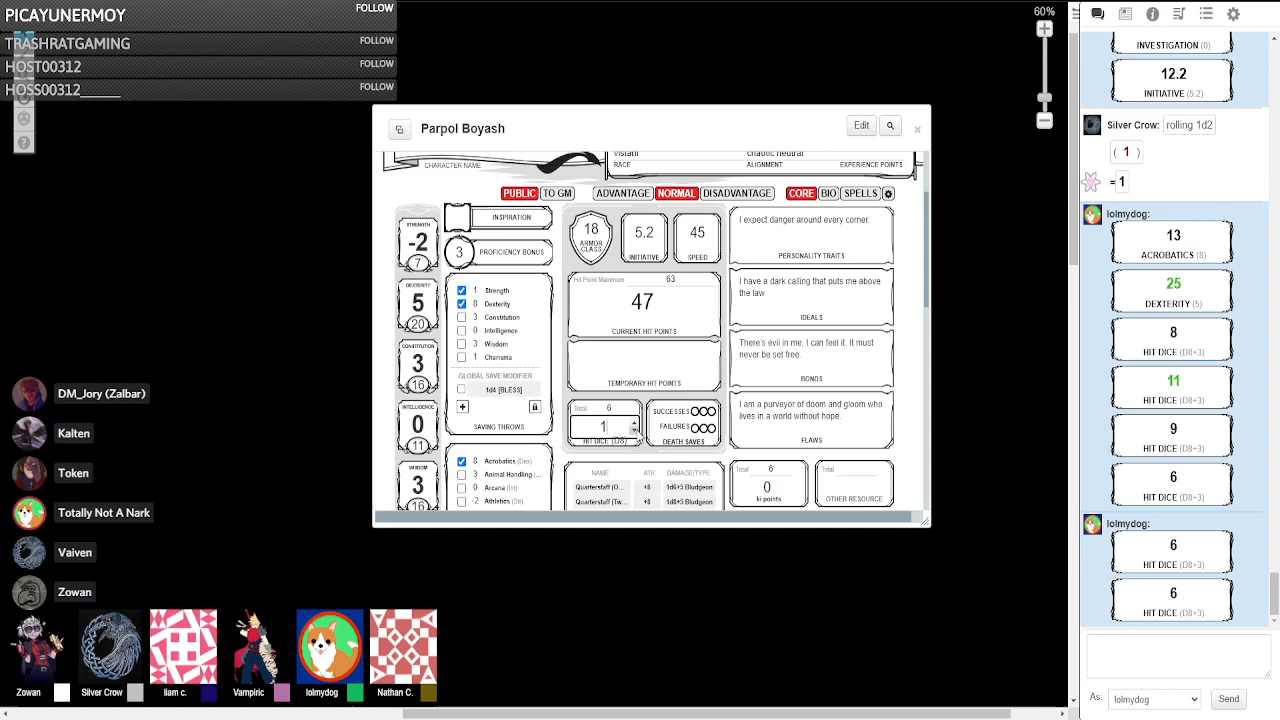 PICAYUNERMOY FOLLOW
TRASHRATGAMING FOLLOW
HOST00312 FOLLOW
HOSS00312_____ FOLLOW
60%
Parpol Boyash
Edit
×
CHARACTER NAME
vistani chaotic neutral
RACE ALIGNMENT EXPERIENCE POINTS
PUBLIC TO GM ADVANTAGE NORMAL DISADVANTAGE CORE BIO SPELLS
STRENGTH
-2
7
DEXTERITY
5
20
CONSTITUTION
3
16
INTELLIGENCE
0
11
WISDOM
3
16
INSPIRATION
3 PROFICIENCY BONUS
1 Strength
8 Dexterity
3 Constitution
0 Intelligence
3 Wisdom
1 Charisma
GLOBAL SAVE MODIFIER
1d4 [BLESS]
+
SAVING THROWS
8 Acrobatics (Dex)
3 Animal Handling (...
0 Arcana (Int)
-2 Athletics (Str)
18
ARMOR
CLASS
5.2
INITIATIVE
45
SPEED
Hit Point Maximum 63
47
CURRENT HIT POINTS
TEMPORARY HIT POINTS
Total 6
1
HIT DICE (D8)
SUCCESSES
FAILURES
DEATH SAVES
NAME ATK DAMAGE/TYPE
Quarterstaff (O... +8 1d6+5 Bludgeon
Quarterstaff (Tw... +8 1d8+5 Bludgeon
I expect danger around every corner.
PERSONALITY TRAITS
I have a dark calling that puts me above
the law
IDEALS
There's evil in me, I can feel it. It must
never be set free.
BONDS
I am a purveyor of doom and gloom who
lives in a world without hope.
FLAWS
Total 6
0
ki points
Total
OTHER RESOURCE
DM_Jory (Zalbar)
Kalten
Token
Totally Not A Nark
Vaiven
Zowan
Zowan
Silver Crow
liam c.
Vampiric
lolmydog
Nathan C.
INVESTIGATION (0)
12.2
INITIATIVE (5.2)
Silver Crow: rolling 1d2
( 1 )
=1
lolmydog:
13
ACROBATICS (8)
25
DEXTERITY (5)
8
HIT DICE (D8+3)
11
HIT DICE (D8+3)
9
HIT DICE (D8+3)
6
HIT DICE (D8+3)
lolmydog:
6
HIT DICE (D8+3)
6
HIT DICE (D8+3)
As: lolmydog Send